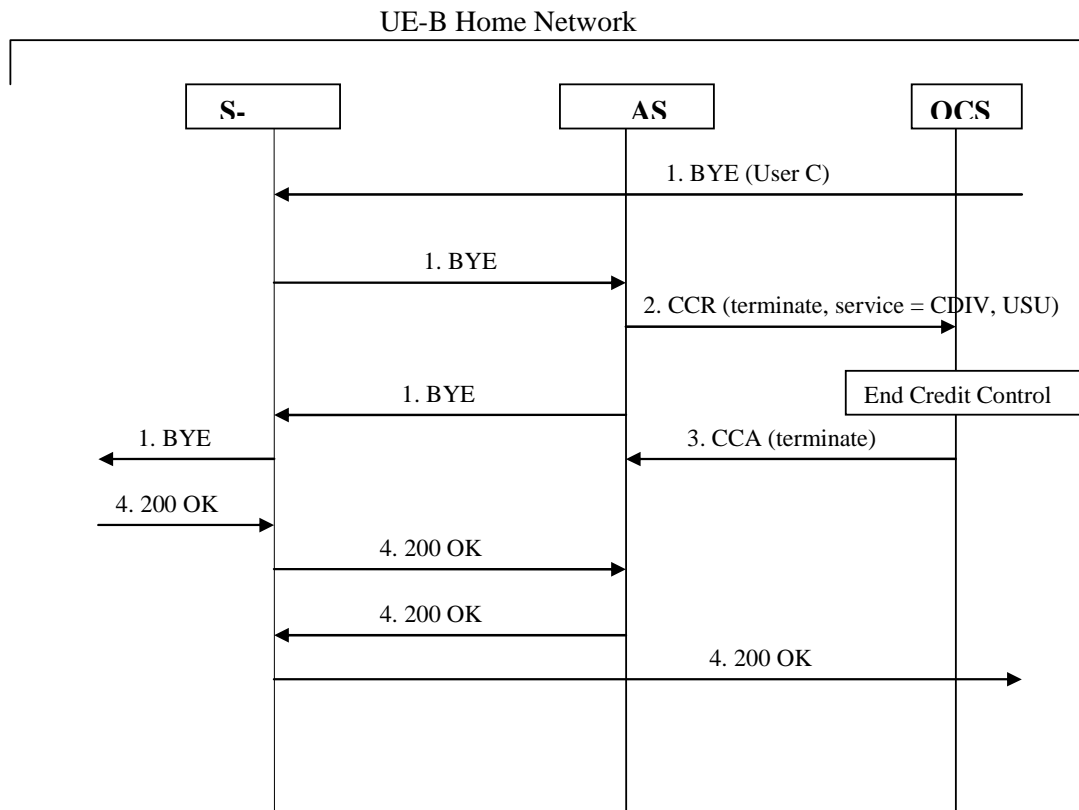 UE-B Home Network
S-
AS
OCS
1. BYE (User C)
1. BYE
2. CCR (terminate, service = CDIV, USU)
End Credit Control
1. BYE
1. BYE
3. CCA (terminate)
4. 200 OK
4. 200 OK
4. 200 OK
4. 200 OK